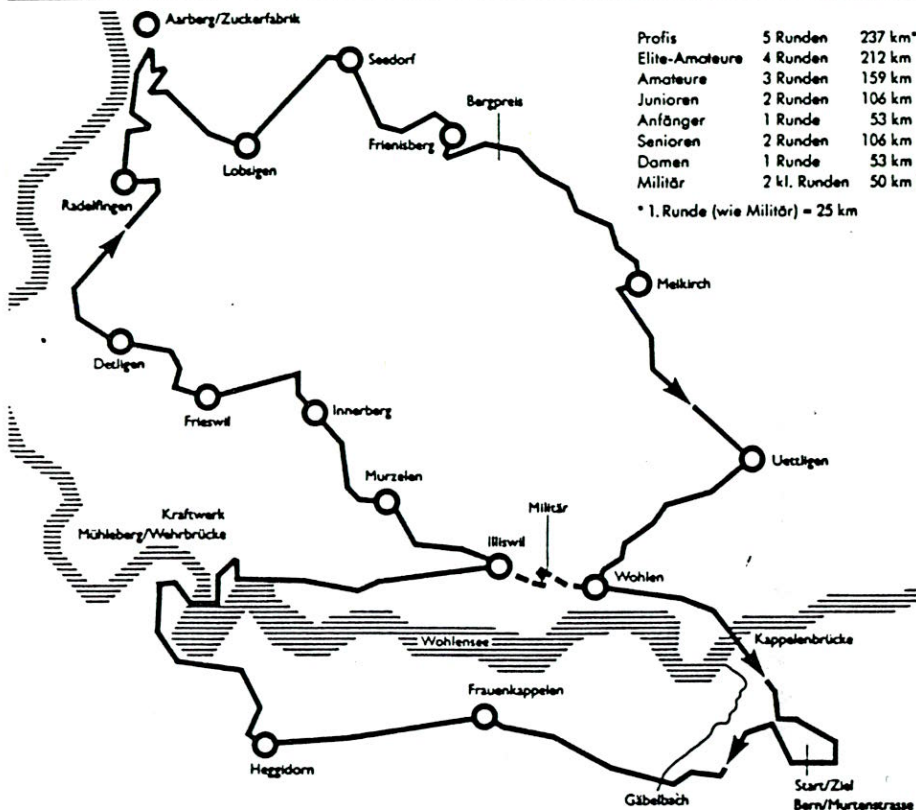 Aarberg/Zuckerfabrik
Seedorf
Bergpreis
Frienisberg
Lobsigen
Radelfingen
Profis 5 Runden 237 km*
Elite-Amateure 4 Runden 212 km
Amateure 3 Runden 159 km
Junioren 2 Runden 106 km
Anfänger 1 Runde 53 km
Senioren 2 Runden 106 km
Damen 1 Runde 53 km
Militär 2 kl. Runden 50 km
* 1. Runde (wie Militär) = 25 km
Meikirch
Detligen
Frieswil
Innerberg
Uettligen
Murzelen
Militär
Kraftwerk
Mühleberg/Wehrbrücke
Illiswil
Wohlen
Wohlensee
Kappelenbrücke
Frauenkappelen
Heggidorn
Gäbelbach
Start/Ziel
Bern/Murtenstrasse